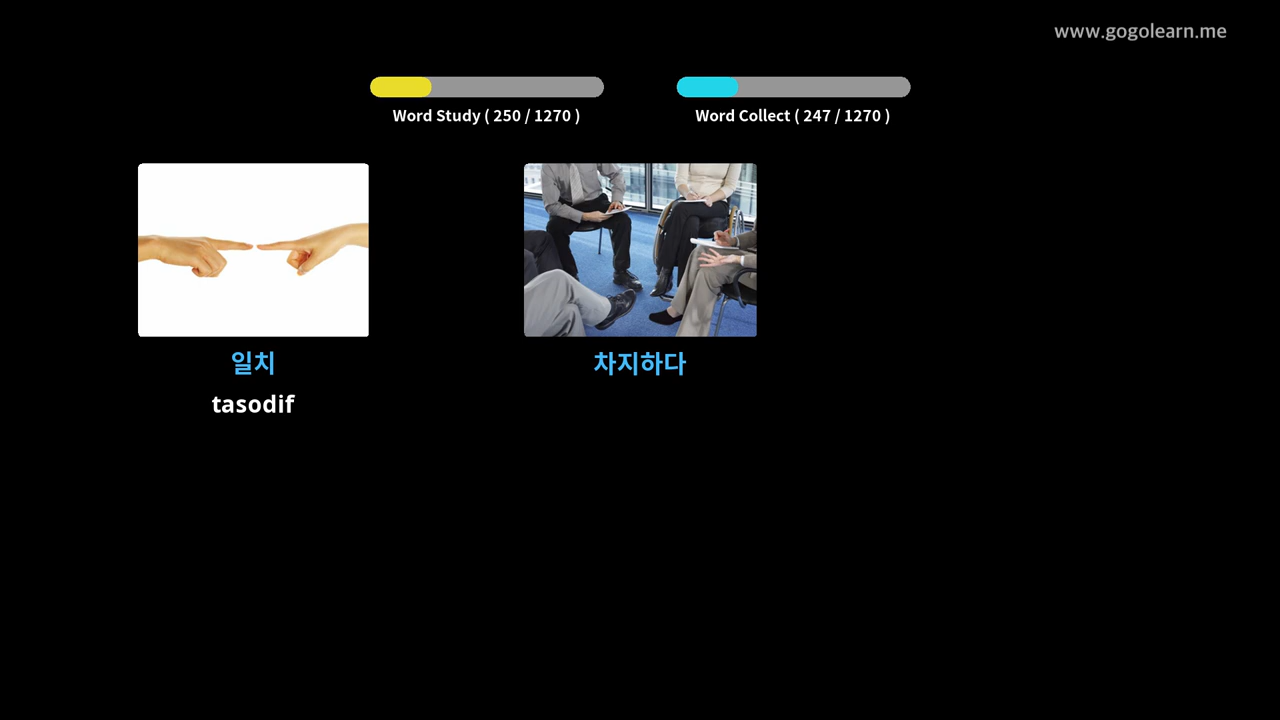 www.gogolearn.me
Word Study ( 250 / 1270 )
Word Collect ( 247 / 1270 )
일치
차지하다
tasodif